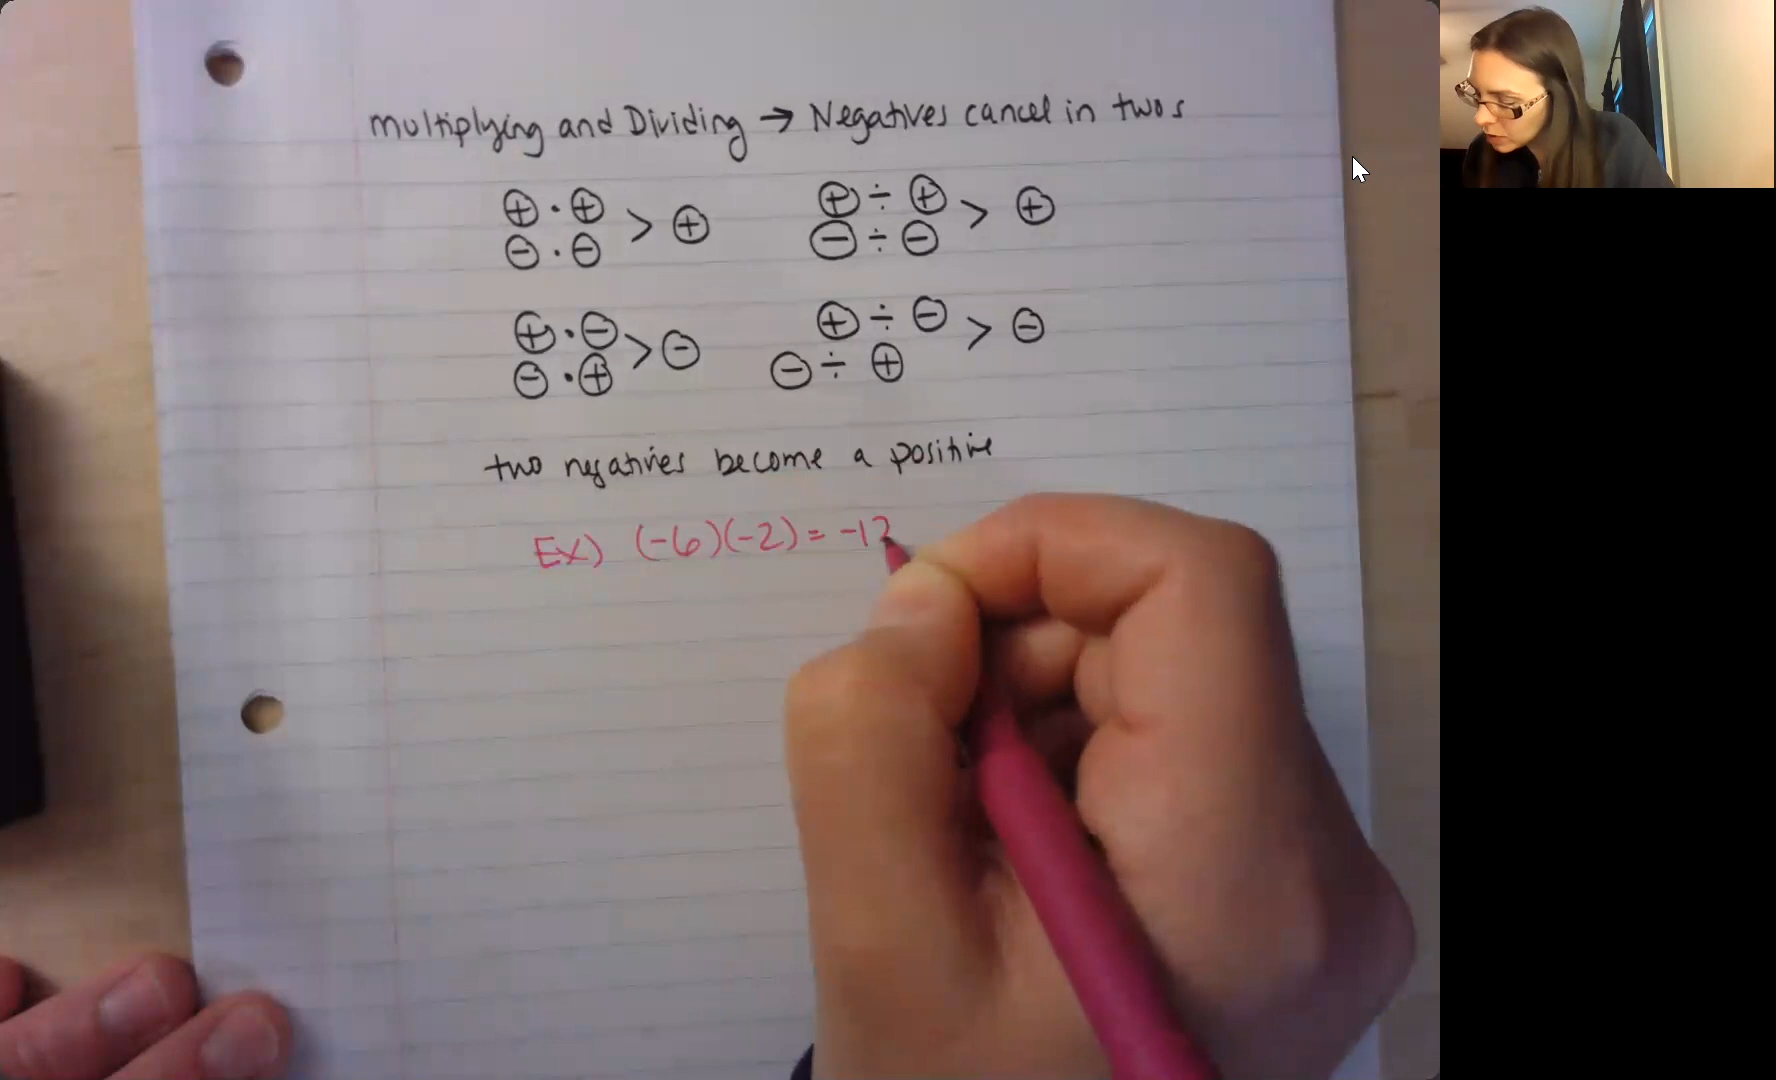 multiplying and Dividing → Negatives cancel in twos
⊕ · ⊕ > ⊕
⊖ · ⊖
⊕ ÷ ⊕ > ⊕
⊖ ÷ ⊖
⊕ · ⊖ > ⊖
⊖ · ⊕
⊕ ÷ ⊖ > ⊖
⊖ ÷ ⊕
two negatives become a positive
Ex) (-6)(-2) = -12